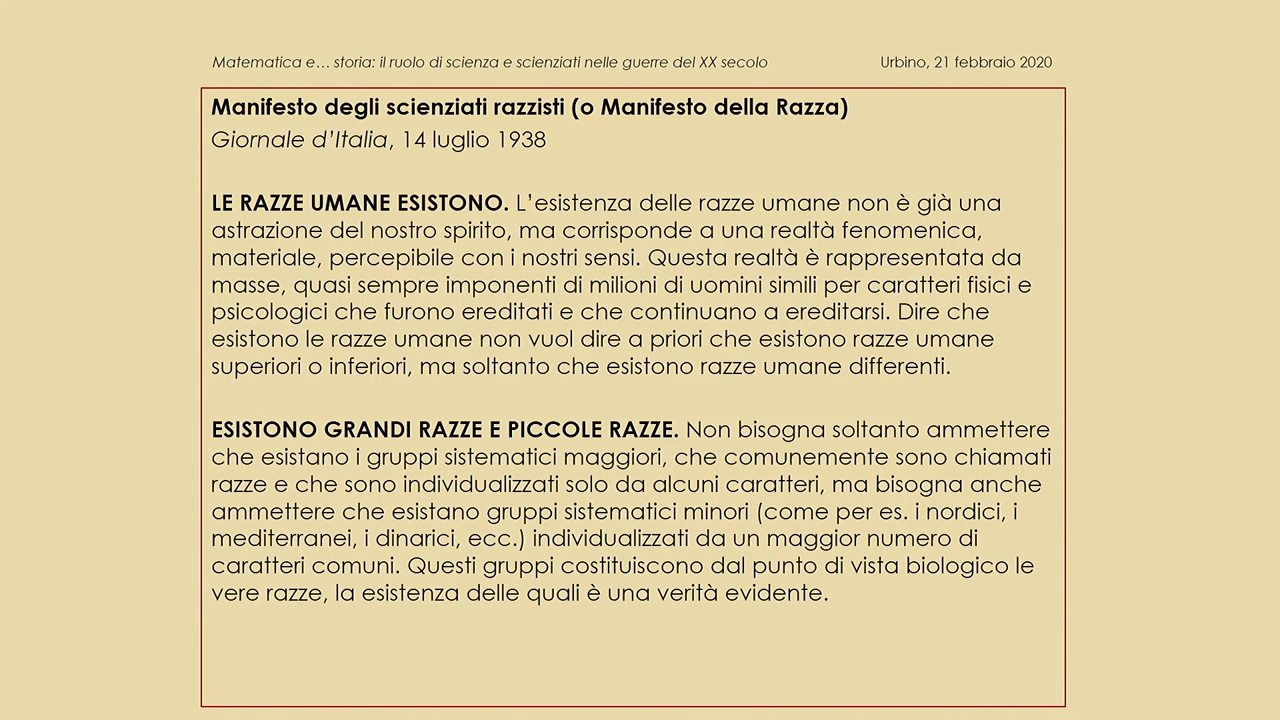 Matematica e… storia: il ruolo di scienza e scienziati nelle guerre del XX secolo Urbino, 21 febbraio 2020
Manifesto degli scienziati razzisti (o Manifesto della Razza)
Giornale d'Italia, 14 luglio 1938
LE RAZZE UMANE ESISTONO. L'esistenza delle razze umane non è già una
astrazione del nostro spirito, ma corrisponde a una realtà fenomenica,
materiale, percepibile con i nostri sensi. Questa realtà è rappresentata da
masse, quasi sempre imponenti di milioni di uomini simili per caratteri fisici e
psicologici che furono ereditati e che continuano a ereditarsi. Dire che
esistono le razze umane non vuol dire a priori che esistono razze umane
superiori o inferiori, ma soltanto che esistono razze umane differenti.
ESISTONO GRANDI RAZZE E PICCOLE RAZZE. Non bisogna soltanto ammettere
che esistano i gruppi sistematici maggiori, che comunemente sono chiamati
razze e che sono individualizzati solo da alcuni caratteri, ma bisogna anche
ammettere che esistano gruppi sistematici minori (come per es. i nordici, i
mediterranei, i dinarici, ecc.) individualizzati da un maggior numero di
caratteri comuni. Questi gruppi costituiscono dal punto di vista biologico le
vere razze, la esistenza delle quali è una verità evidente.